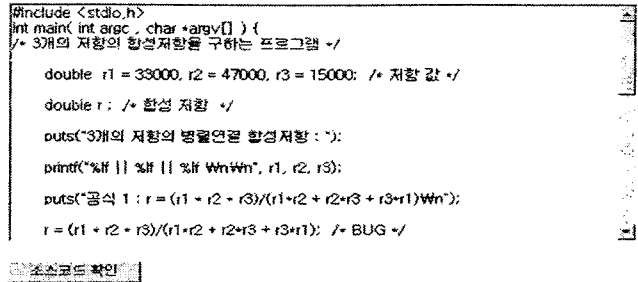 #include <stdio.h>
int main( int argc , char *argv[] ) {
/* 3개의 저항의 합성저항을 구하는 프로그램 */
double r1 = 33000, r2 = 47000, r3 = 15000; /* 저항 값 */
double r ; /* 합성 저항 */
puts("3개의 저항의 병렬연결 합성저항 : ");
printf("%lf || %lf || %lf ₩n₩n", r1, r2, r3);
puts("공식 1 : r = (r1 * r2 * r3)/(r1*r2 + r2*r3 + r3*r1)₩n");
r = (r1 * r2 * r3)/(r1*r2 + r2*r3 + r3*r1); /* BUG */
소스코드 확인